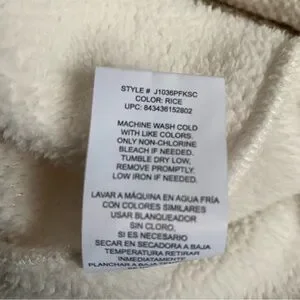 STYLE # J1036PFKSC
COLOR: RICE
UPC: 843436152802
MACHINE WASH COLD
WITH LIKE COLORS.
ONLY NON-CHLORINE
BLEACH IF NEEDED.
TUMBLE DRY LOW,
REMOVE PROMPTLY.
LOW IRON IF NEEDED.
LAVAR A MÁQUINA EN AGUA FRÍA
CON COLORES SIMILARES
USAR BLANQUEADOR
SIN CLORO
SI ES NECESARIO
SECAR EN SECADORA A BAJA
TEMPERATURA RETIRAR
INMEDIATAMENTE
PLANCHAR A BAJA